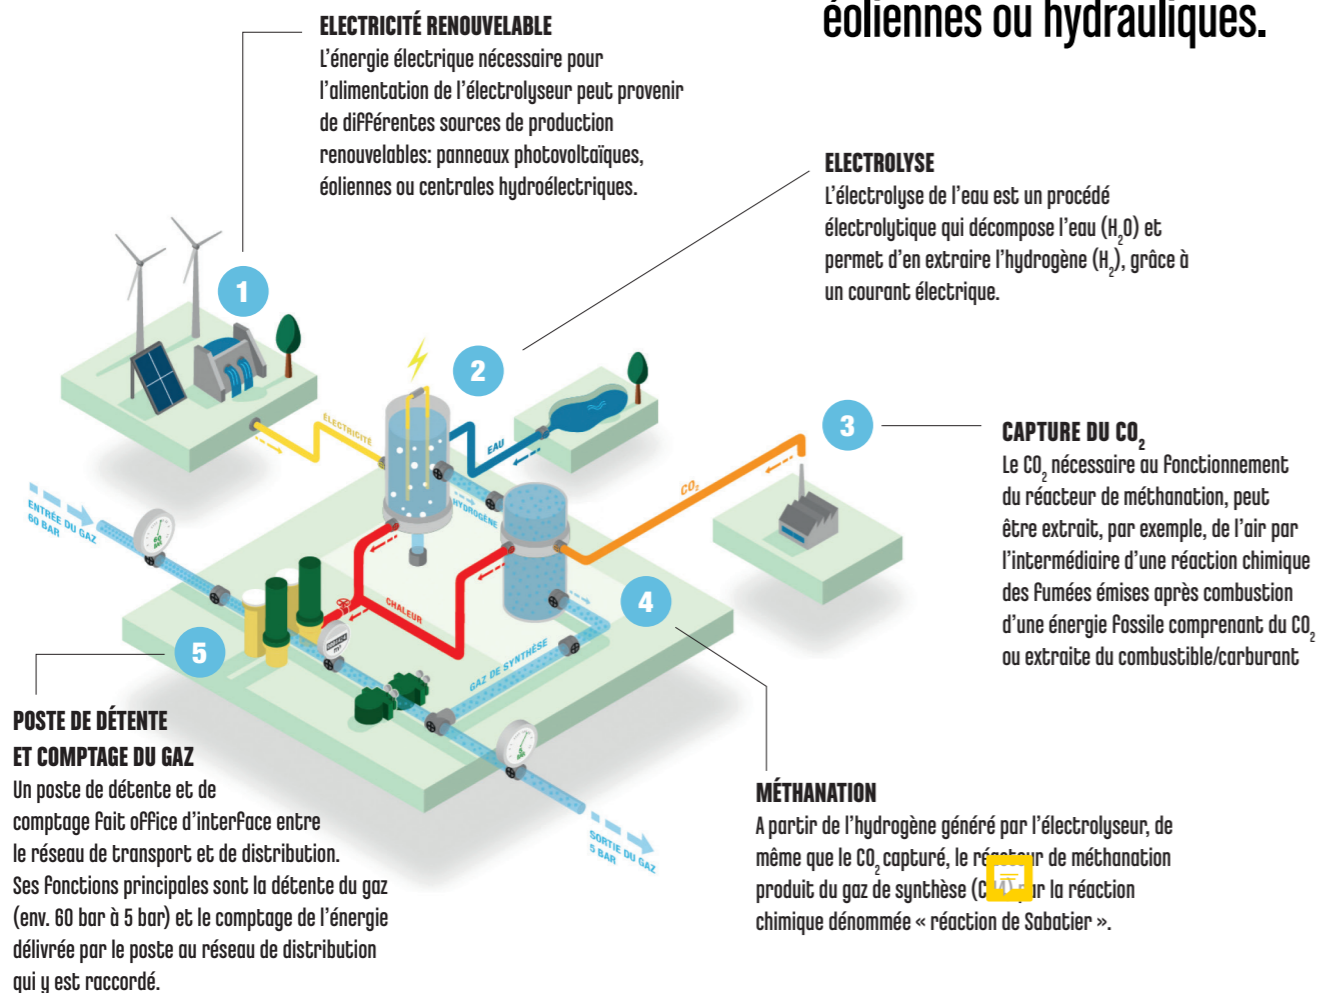 éoliennes ou hydrauliques.
ELECTRICITÉ RENOUVELABLE
L'énergie électrique nécessaire pour
l'alimentation de l'électrolyseur peut provenir
de différentes sources de production
renouvelables: panneaux photovoltaïques,
éoliennes ou centrales hydroélectriques.
ELECTROLYSE
L'électrolyse de l'eau est un procédé
électrolytique qui décompose l'eau (H₂O) et
permet d'en extraire l'hydrogène (H₂), grâce à
un courant électrique.
1
2
3
CAPTURE DU CO₂
Le CO₂ nécessaire au fonctionnement
du réacteur de méthanation, peut
être extrait, par exemple, de l'air par
l'intermédiaire d'une réaction chimique
des fumées émises après combustion
d'une énergie fossile comprenant du CO₂
ou extraite du combustible/carburant
ÉLECTRICITÉ
EAU
CO₂
HYDROGÈNE
ENTRÉE DU GAZ
60 BAR
60
BAR
CHALEUR
4
5
m³
GAZ DE SYNTHÈSE
SORTIE DU GAZ
5 BAR
5
BAR
POSTE DE DÉTENTE
ET COMPTAGE DU GAZ
Un poste de détente et de
comptage fait office d'interface entre
le réseau de transport et de distribution.
Ses fonctions principales sont la détente du gaz
(env. 60 bar à 5 bar) et le comptage de l'énergie
délivrée par le poste au réseau de distribution
qui y est raccordé.
MÉTHANATION
A partir de l'hydrogène généré par l'électrolyseur, de
même que le CO₂ capturé, le réacteur de méthanation
produit du gaz de synthèse (CH4) par la réaction
chimique dénommée « réaction de Sabatier ».